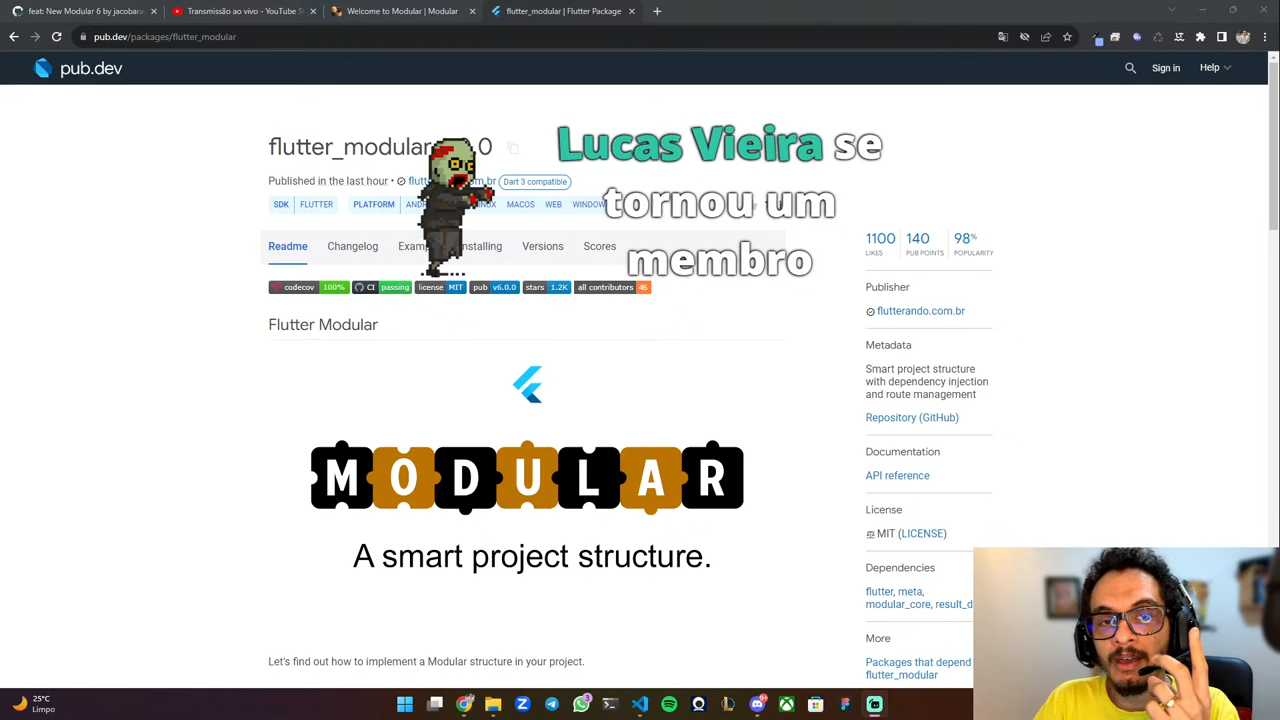 feat: New Modular 6 by jacobara
Transmissão ao vivo - YouTube S
Welcome to Modular | Modular
flutter_modular | Flutter Package
pub.dev/packages/flutter_modular
pub.dev
Sign in
Help
flutter_modular
.0
Published in the last hour •
Dart 3 compatible
SDK
FLUTTER
PLATFORM
MACOS
WEB
Lucas Vieira se
tornou um
membro
Readme
Changelog
Versions
Scores
1100
LIKES
140
PUB POINTS
98%
POPULARITY
codecov 100%
CI passing
license MIT
pub v6.0.0
stars 1.2K
all contributors 46
Flutter Modular
MODULAR
A smart project structure.
Let's find out how to implement a Modular structure in your project.
Publisher
flutterando.com.br
Metadata
Smart project structure
with dependency injection
and route management
Repository (GitHub)
Documentation
API reference
License
MIT (LICENSE)
Dependencies
flutter, meta,
modular_core, result_d
More
Packages that depend
flutter_modular
25°C
Limpo